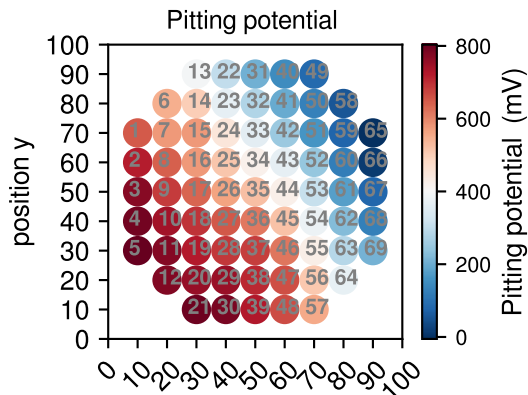 Pitting potential
100
90
80
70
60
50
40
30
20
10
0
position y
13 22 31 40 49
6 14 23 32 41 50 58
1 7 15 24 33 42 51 59 65
2 8 16 25 34 43 52 60 66
3 9 17 26 35 44 53 61 67
4 10 18 27 36 45 54 62 68
5 11 19 28 37 46 55 63 69
12 20 29 38 47 56 64
21 30 39 48 57
0 10 20 30 40 50 60 70 80 90 100
800
600
400
200
0
Pitting potential (mV)